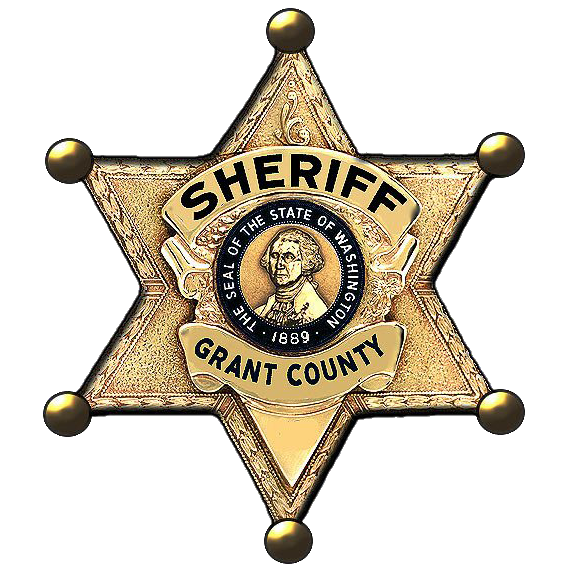 SHERIFF
THE SEAL OF THE STATE OF WASHINGTON
· 1889 ·
GRANT COUNTY